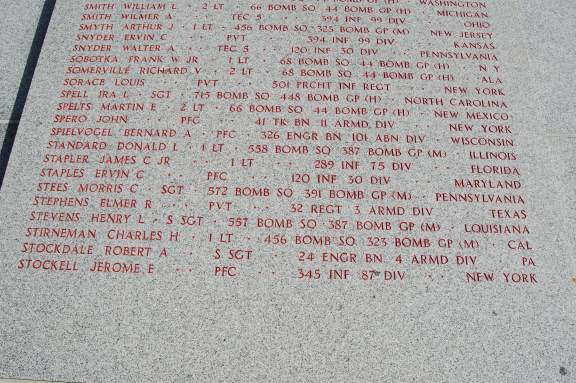 SMITH WILLIAM L · 2 LT · 66 BOMB SQ · 44 BOMB GP (H) · WASHINGTON
SMITH WILMER A · · TEC 5 · · 394 INF 99 DIV · · MICHIGAN
SMYTH ARTHUR J · 1 LT · 456 BOMB SQ 323 BOMB GP (M) · OHIO
SNYDER ERVIN C · · PVT · · 394 INF 99 DIV · · NEW JERSEY
SNYDER WALTER A · TEC 5 · · 120 INF 30 DIV · · KANSAS
SOBOTKA FRANK W JR · 1 LT · 68 BOMB SQ 44 BOMB GP (H) · PENNSYLVANIA
SOMERVILLE RICHARD V · 2 LT · 68 BOMB SQ 44 BOMB GP (H) · N Y
SORACE LOUIS · · PVT · · 501 PRCHT INF REGT · · ALA
SPELL IRA L · SGT · 715 BOMB SQ 448 BOMB GP (H) · NEW YORK
SPELTS MARTIN E · 2 LT · 66 BOMB SQ 44 BOMB GP (H) · NORTH CAROLINA
SPERO JOHN · · PFC · · 41 TK BN 11 ARMD DIV · · NEW MEXICO
SPIELVOGEL BERNARD A · PFC · 326 ENGR BN 101 ABN DIV · NEW YORK
STANDARD DONALD L · 1 LT · 558 BOMB SQ 387 BOMB GP (M) · WISCONSIN
STAPLER JAMES C JR · · 1 LT · · 289 INF 75 DIV · · ILLINOIS
STAPLES ERVIN C · · PFC · · 120 INF 30 DIV · · FLORIDA
STEES MORRIS C · SGT · 572 BOMB SQ 391 BOMB GP (M) · MARYLAND
STEPHENS ELMER R · · PVT · · 32 REGT 3 ARMD DIV · · PENNSYLVANIA
STEVENS HENRY L · S SGT · 557 BOMB SQ 387 BOMB GP (M) · TEXAS
STIRNEMAN CHARLES H · 1 LT · 456 BOMB SQ 323 BOMB GP (M) · LOUISIANA
STOCKDALE ROBERT A · · S SGT · · 24 ENGR BN 4 ARMD DIV · · CAL
STOCKELL JEROME E · · PFC · · 345 INF 87 DIV · · PA
NEW YORK